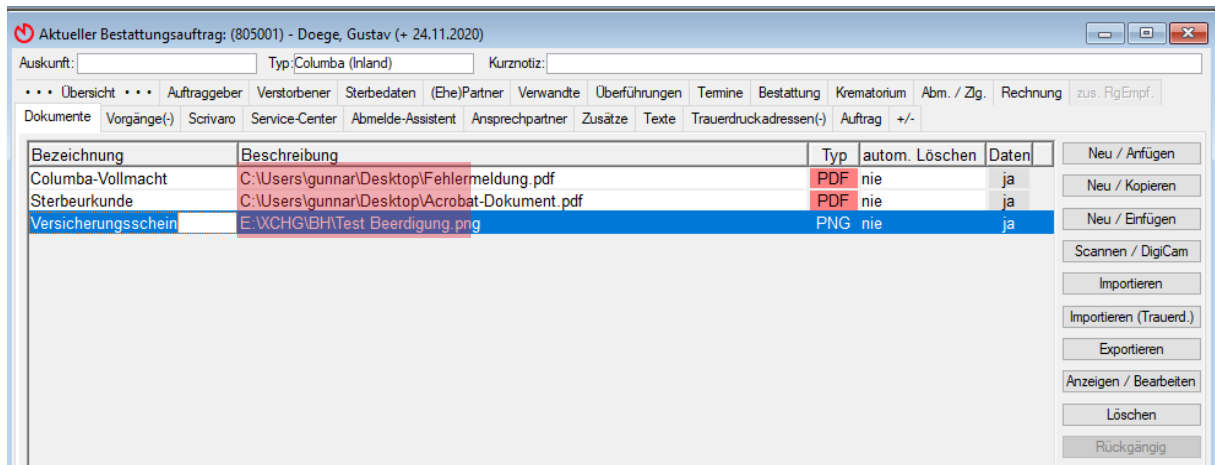 Aktueller Bestattungsauftrag: (805001) - Doege, Gustav (+ 24.11.2020)
Auskunft: Typ: Columba (Inland) Kurznotiz:
• • • Übersicht • • • Auftraggeber Verstorbener Sterbedaten (Ehe)Partner Verwandte Überführungen Termine Bestattung Krematorium Abm. / Zlg. Rechnung zus. RgEmpf.
Dokumente Vorgänge(-) Scrivaro Service-Center Abmelde-Assistent Ansprechpartner Zusätze Texte Trauerdruckadressen(-) Auftrag +/-
Bezeichnung Beschreibung Typ autom. Löschen Daten
Columba-Vollmacht C:\Users\gunnar\Desktop\Fehlermeldung.pdf PDF nie ja
Sterbeurkunde C:\Users\gunnar\Desktop\Acrobat-Dokument.pdf PDF nie ja
Versicherungsschein E:\XCHG\BH\Test Beerdigung.png PNG nie ja
Neu / Anfügen
Neu / Kopieren
Neu / Einfügen
Scannen / DigiCam
Importieren
Importieren (Trauerd.)
Exportieren
Anzeigen / Bearbeiten
Löschen
Rückgängig